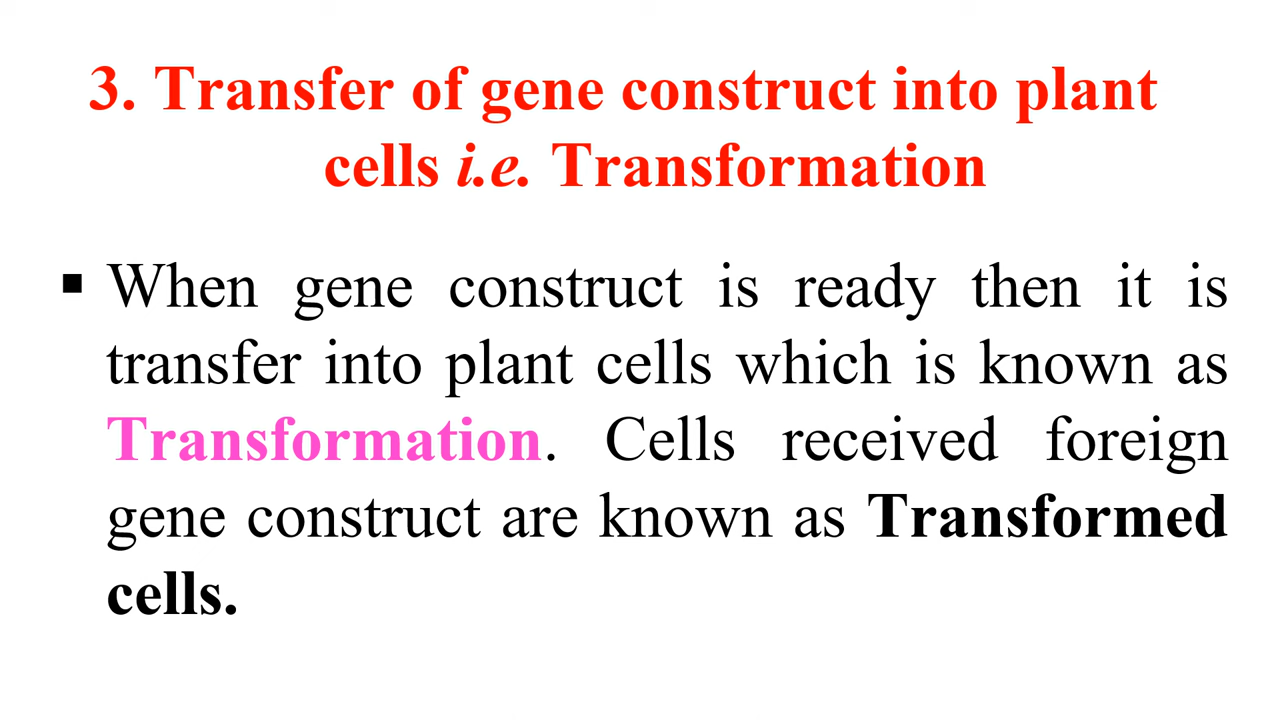 3. Transfer of gene construct into plant
cells i.e. Transformation
▪ When gene construct is ready then it is
transfer into plant cells which is known as
Transformation. Cells received foreign
gene construct are known as Transformed
cells.